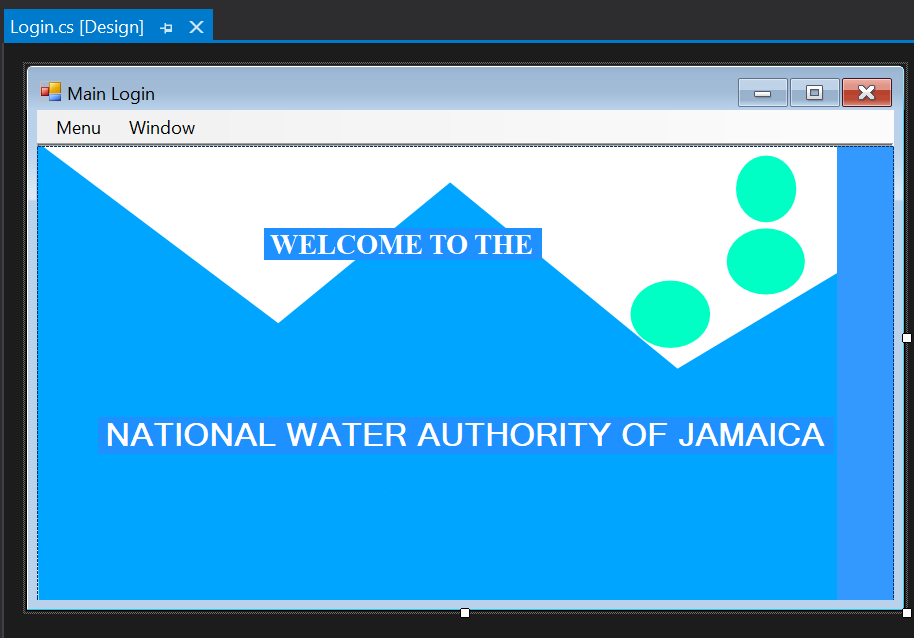 Login.cs [Design]
Main Login
Menu Window
WELCOME TO THE
NATIONAL WATER AUTHORITY OF JAMAICA